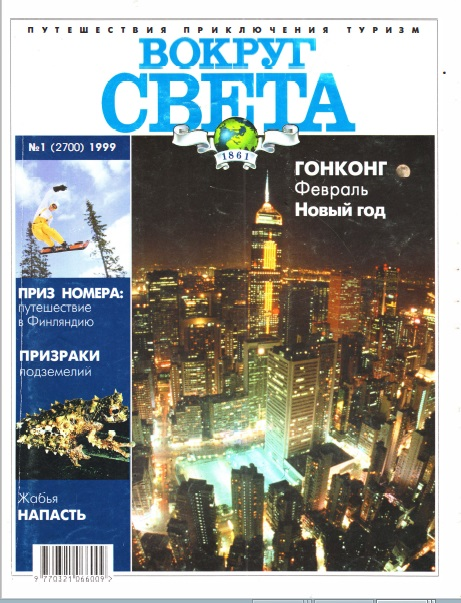 ПУТЕШЕСТВИЯ ПРИКЛЮЧЕНИЯ ТУРИЗМ
ВОКРУГ
СВЕТА
1861
№1 (2700) 1999
ГОНКОНГ
Февраль
Новый год
ПРИЗ НОМЕРА:
путешествие
в Финляндию
ПРИЗРАКИ
подземелий
Жабья
НАПАСТЬ
9 770321 066009 >